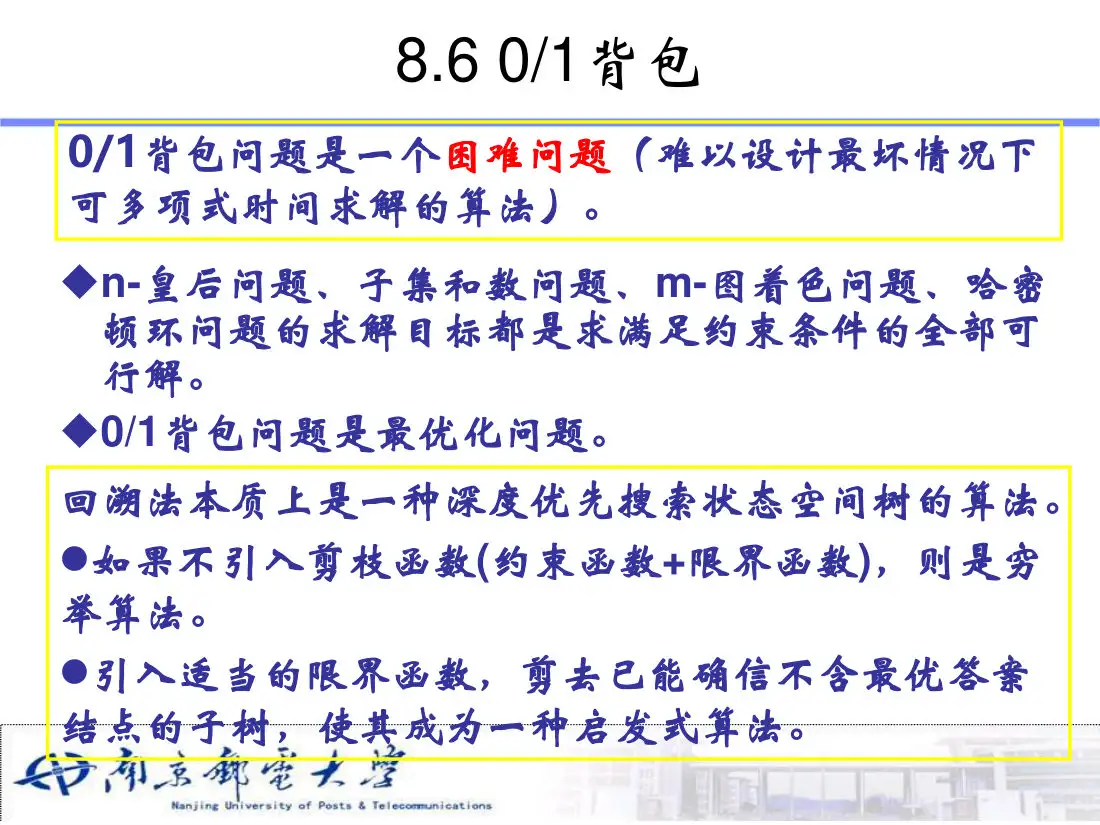 8.6 0/1背包
0/1背包问题是一个困难问题（难以设计最坏情况下
可多项式时间求解的算法）。
◆n-皇后问题、子集和数问题、m-图着色问题、哈密
顿环问题的求解目标都是求满足约束条件的全部可
行解。
◆0/1背包问题是最优化问题。
回溯法本质上是一种深度优先搜索状态空间树的算法。
●如果不引入剪枝函数(约束函数+限界函数)，则是穷
举算法。
●引入适当的限界函数，剪去已能确信不含最优答案
结点的子树，使其成为一种启发式算法。
南京邮电大学
Nanjing University of Posts & Telecommunications